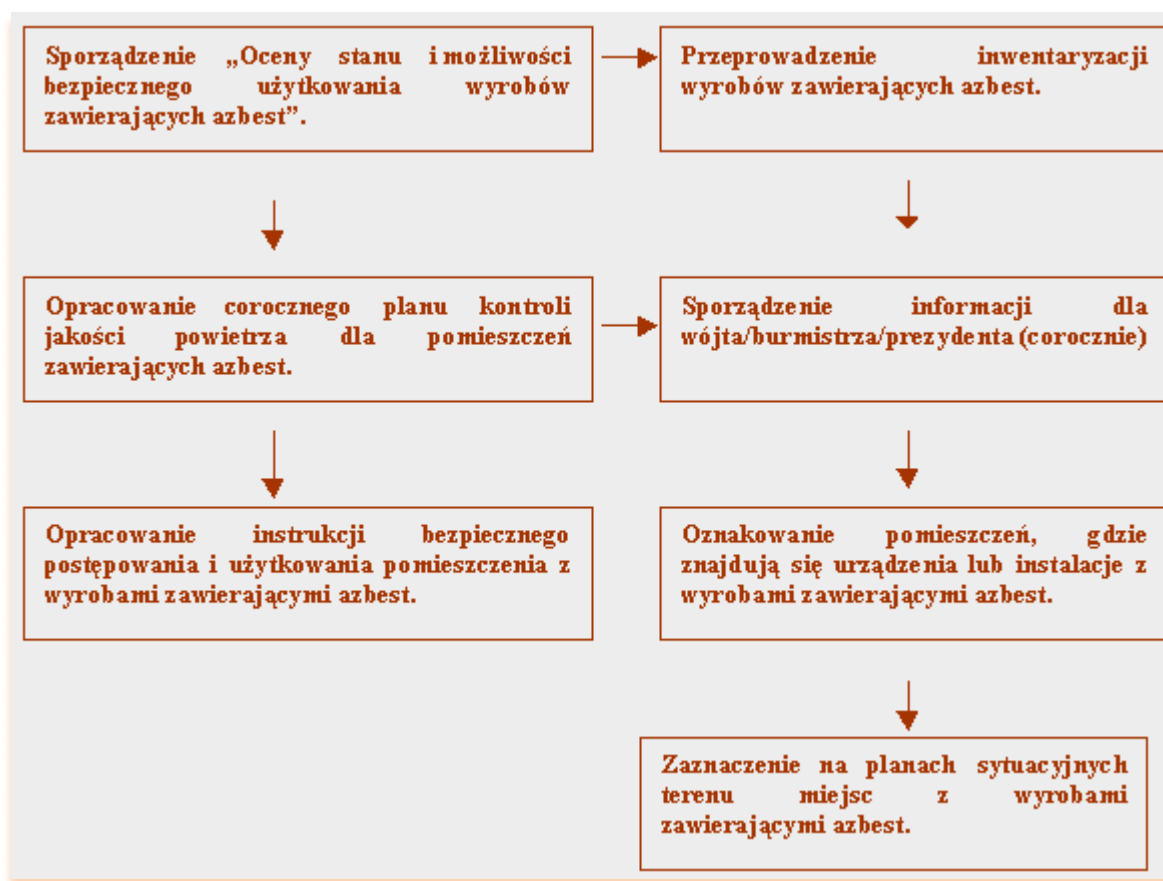 Sporządzenie „Oceny stanu i możliwości
bezpiecznego użytkowania wyrobów
zawierających azbest”.
Przeprowadzenie inwentaryzacji
wyrobów zawierających azbest.
Opracowanie corocznego planu kontroli
jakości powietrza dla pomieszczeń
zawierających azbest.
Sporządzenie informacji dla
wójta/burmistrza/prezydenta (corocznie)
Opracowanie instrukcji bezpiecznego
postępowania i użytkowania pomieszczenia z
wyrobami zawierającymi azbest.
Oznakowanie pomieszczeń, gdzie
znajdują się urządzenia lub instalacje z
wyrobami zawierającymi azbest.
Zaznaczenie na planach sytuacyjnych
terenu miejsc z wyrobami
zawierającymi azbest.